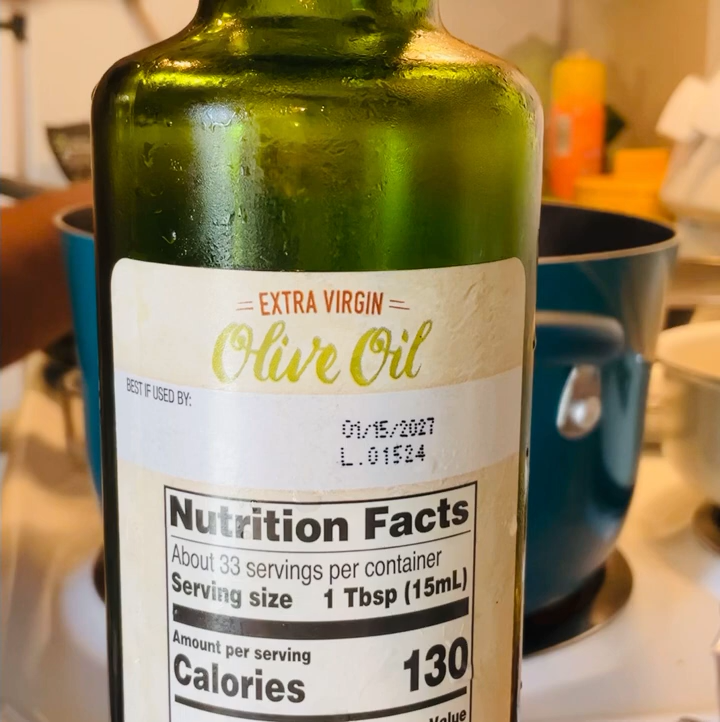 EXTRA VIRGIN
Olive Oil
BEST IF USED BY:
01/15/2027
L.01524
Nutrition Facts
About 33 servings per container
Serving size 1 Tbsp (15mL)
Amount per serving
Calories 130
Value